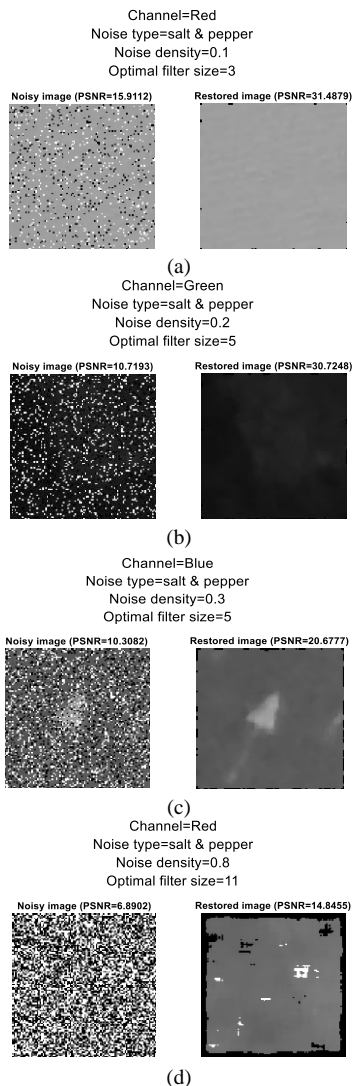 Channel=Red
Noise type=salt & pepper
Noise density=0.1
Optimal filter size=3
Noisy image (PSNR=15.9112)
Restored image (PSNR=31.4879)
(a)
Channel=Green
Noise type=salt & pepper
Noise density=0.2
Optimal filter size=5
Noisy image (PSNR=10.7193)
Restored image (PSNR=30.7248)
(b)
Channel=Blue
Noise type=salt & pepper
Noise density=0.3
Optimal filter size=5
Noisy image (PSNR=10.3082)
Restored image (PSNR=20.6777)
(c)
Channel=Red
Noise type=salt & pepper
Noise density=0.8
Optimal filter size=11
Noisy image (PSNR=6.8902)
Restored image (PSNR=14.8455)
(d)